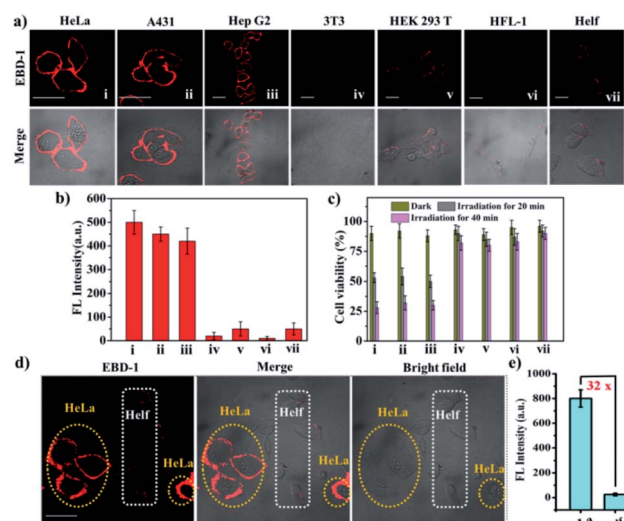 a) HeLa A431 Hep G2 3T3 HEK 293 T HFL-1 Helf
EBD-1
i ii iii iv v vi vii
Merge
b)
FL Intensity(a.u.)
600
500
400
300
200
100
0
i ii iii iv v vi vii
c)
Dark Irradiation for 20 min
Irradiation for 40 min
Cell viability (%)
100
75
50
25
0
i ii iii iv v vi vii
d) EBD-1 Merge Bright field
HeLa Helf HeLa
HeLa Helf HeLa
HeLa Helf HeLa
e)
FL Intensity (a.u.)
32 x
800
600
400
200
0